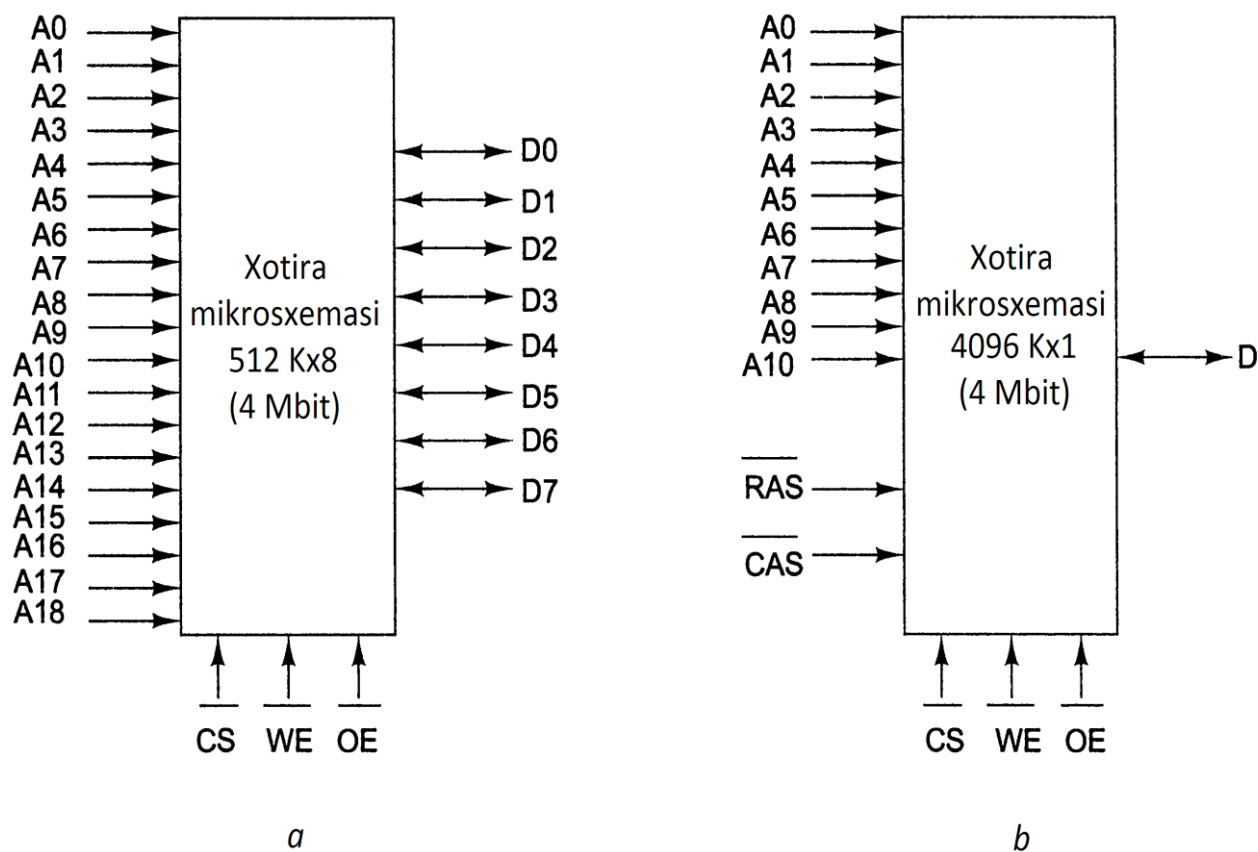 A0
A1
A2
A3
A4
A5
A6
A7
A8
A9
A10
A11
A12
A13
A14
A15
A16
A17
A18
Xotira
mikrosxemasi
512 Kx8
(4 Mbit)
D0
D1
D2
D3
D4
D5
D6
D7
CS WE OE
a
A0
A1
A2
A3
A4
A5
A6
A7
A8
A9
A10
RAS
CAS
Xotira
mikrosxemasi
4096 Kx1
(4 Mbit)
D
CS WE OE
b